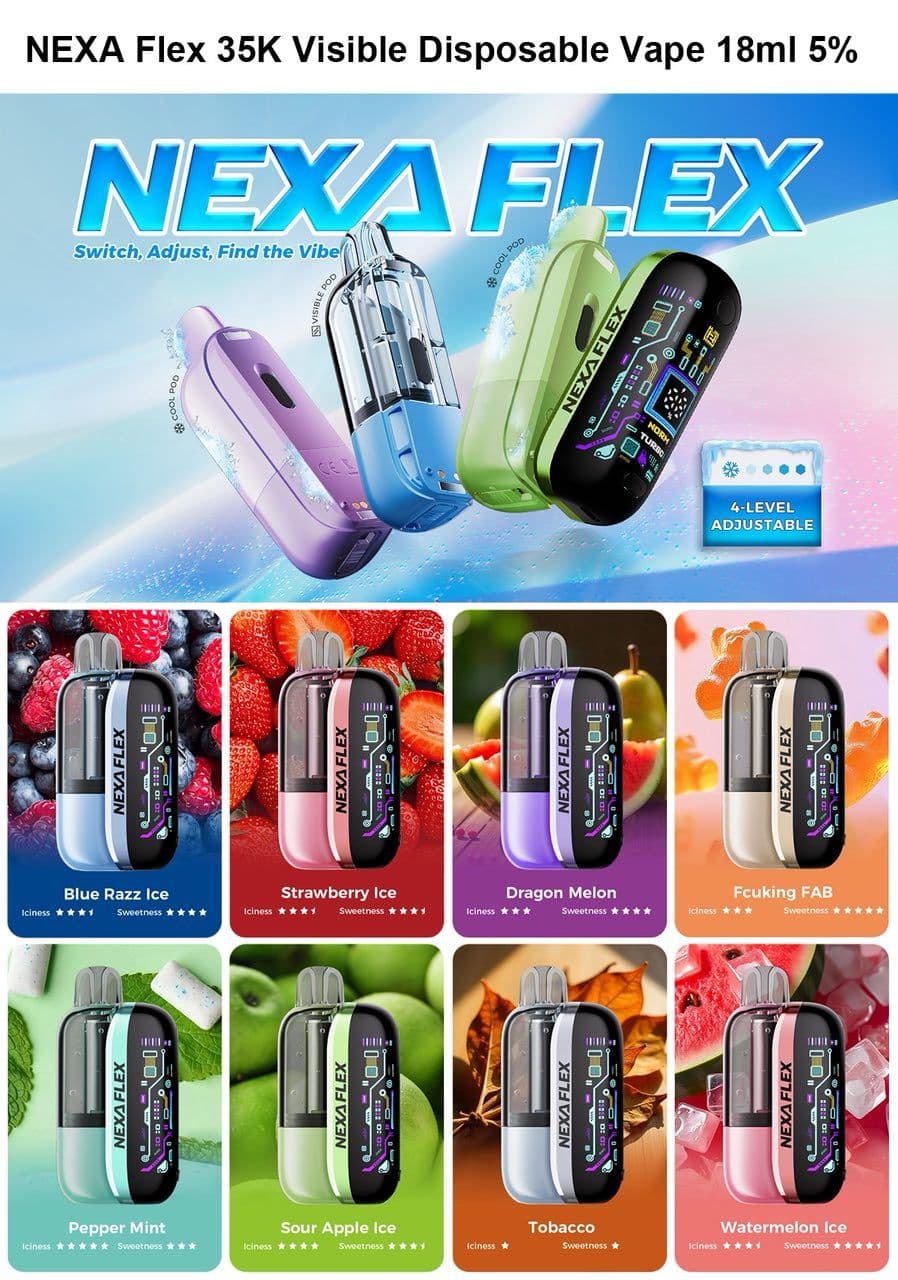 NEXA Flex 35K Visible Disposable Vape 18ml 5%
NEXA FLEX
Switch, Adjust, Find the Vibe
COOL POD
VISIBLE POD
COOL POD
NEXA FLEX
NORM
TURBO
4-LEVEL
ADJUSTABLE
NEXA FLEX
Blue Razz Ice
Iciness Sweetness
NEXA FLEX
Strawberry Ice
Iciness Sweetness
NEXA FLEX
Dragon Melon
Iciness Sweetness
NEXA FLEX
Fcuking FAB
Iciness Sweetness
NEXA FLEX
Pepper Mint
Iciness Sweetness
NEXA FLEX
Sour Apple Ice
Iciness Sweetness
NEXA FLEX
Tobacco
Iciness Sweetness
NEXA FLEX
Watermelon Ice
Iciness Sweetness